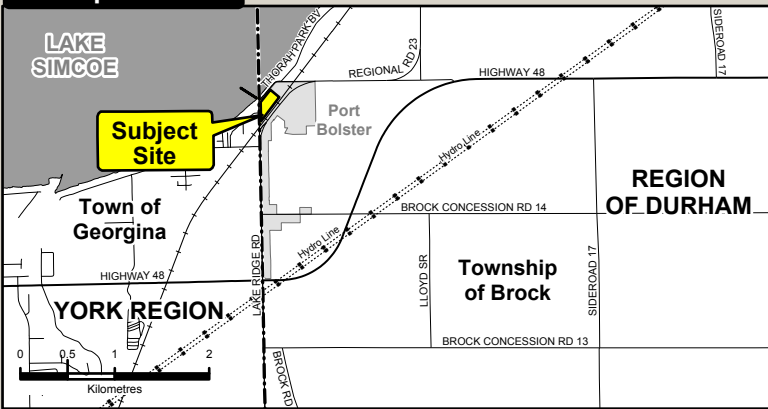 LAKE
SIMCOE
THORAH PARK BV
REGIONAL RD 23
HIGHWAY 48
SIDEROAD 17
Subject
Site
Port
Bolster
Hydro Line
REGION
OF DURHAM
Town of
Georgina
BROCK CONCESSION RD 14
Hydro Line
HIGHWAY 48
LAKE RIDGE RD
LLOYD SR
Township
of Brock
SIDEROAD 17
YORK REGION
BROCK CONCESSION RD 13
0 0.5 1 2
Kilometres
BROCK RD